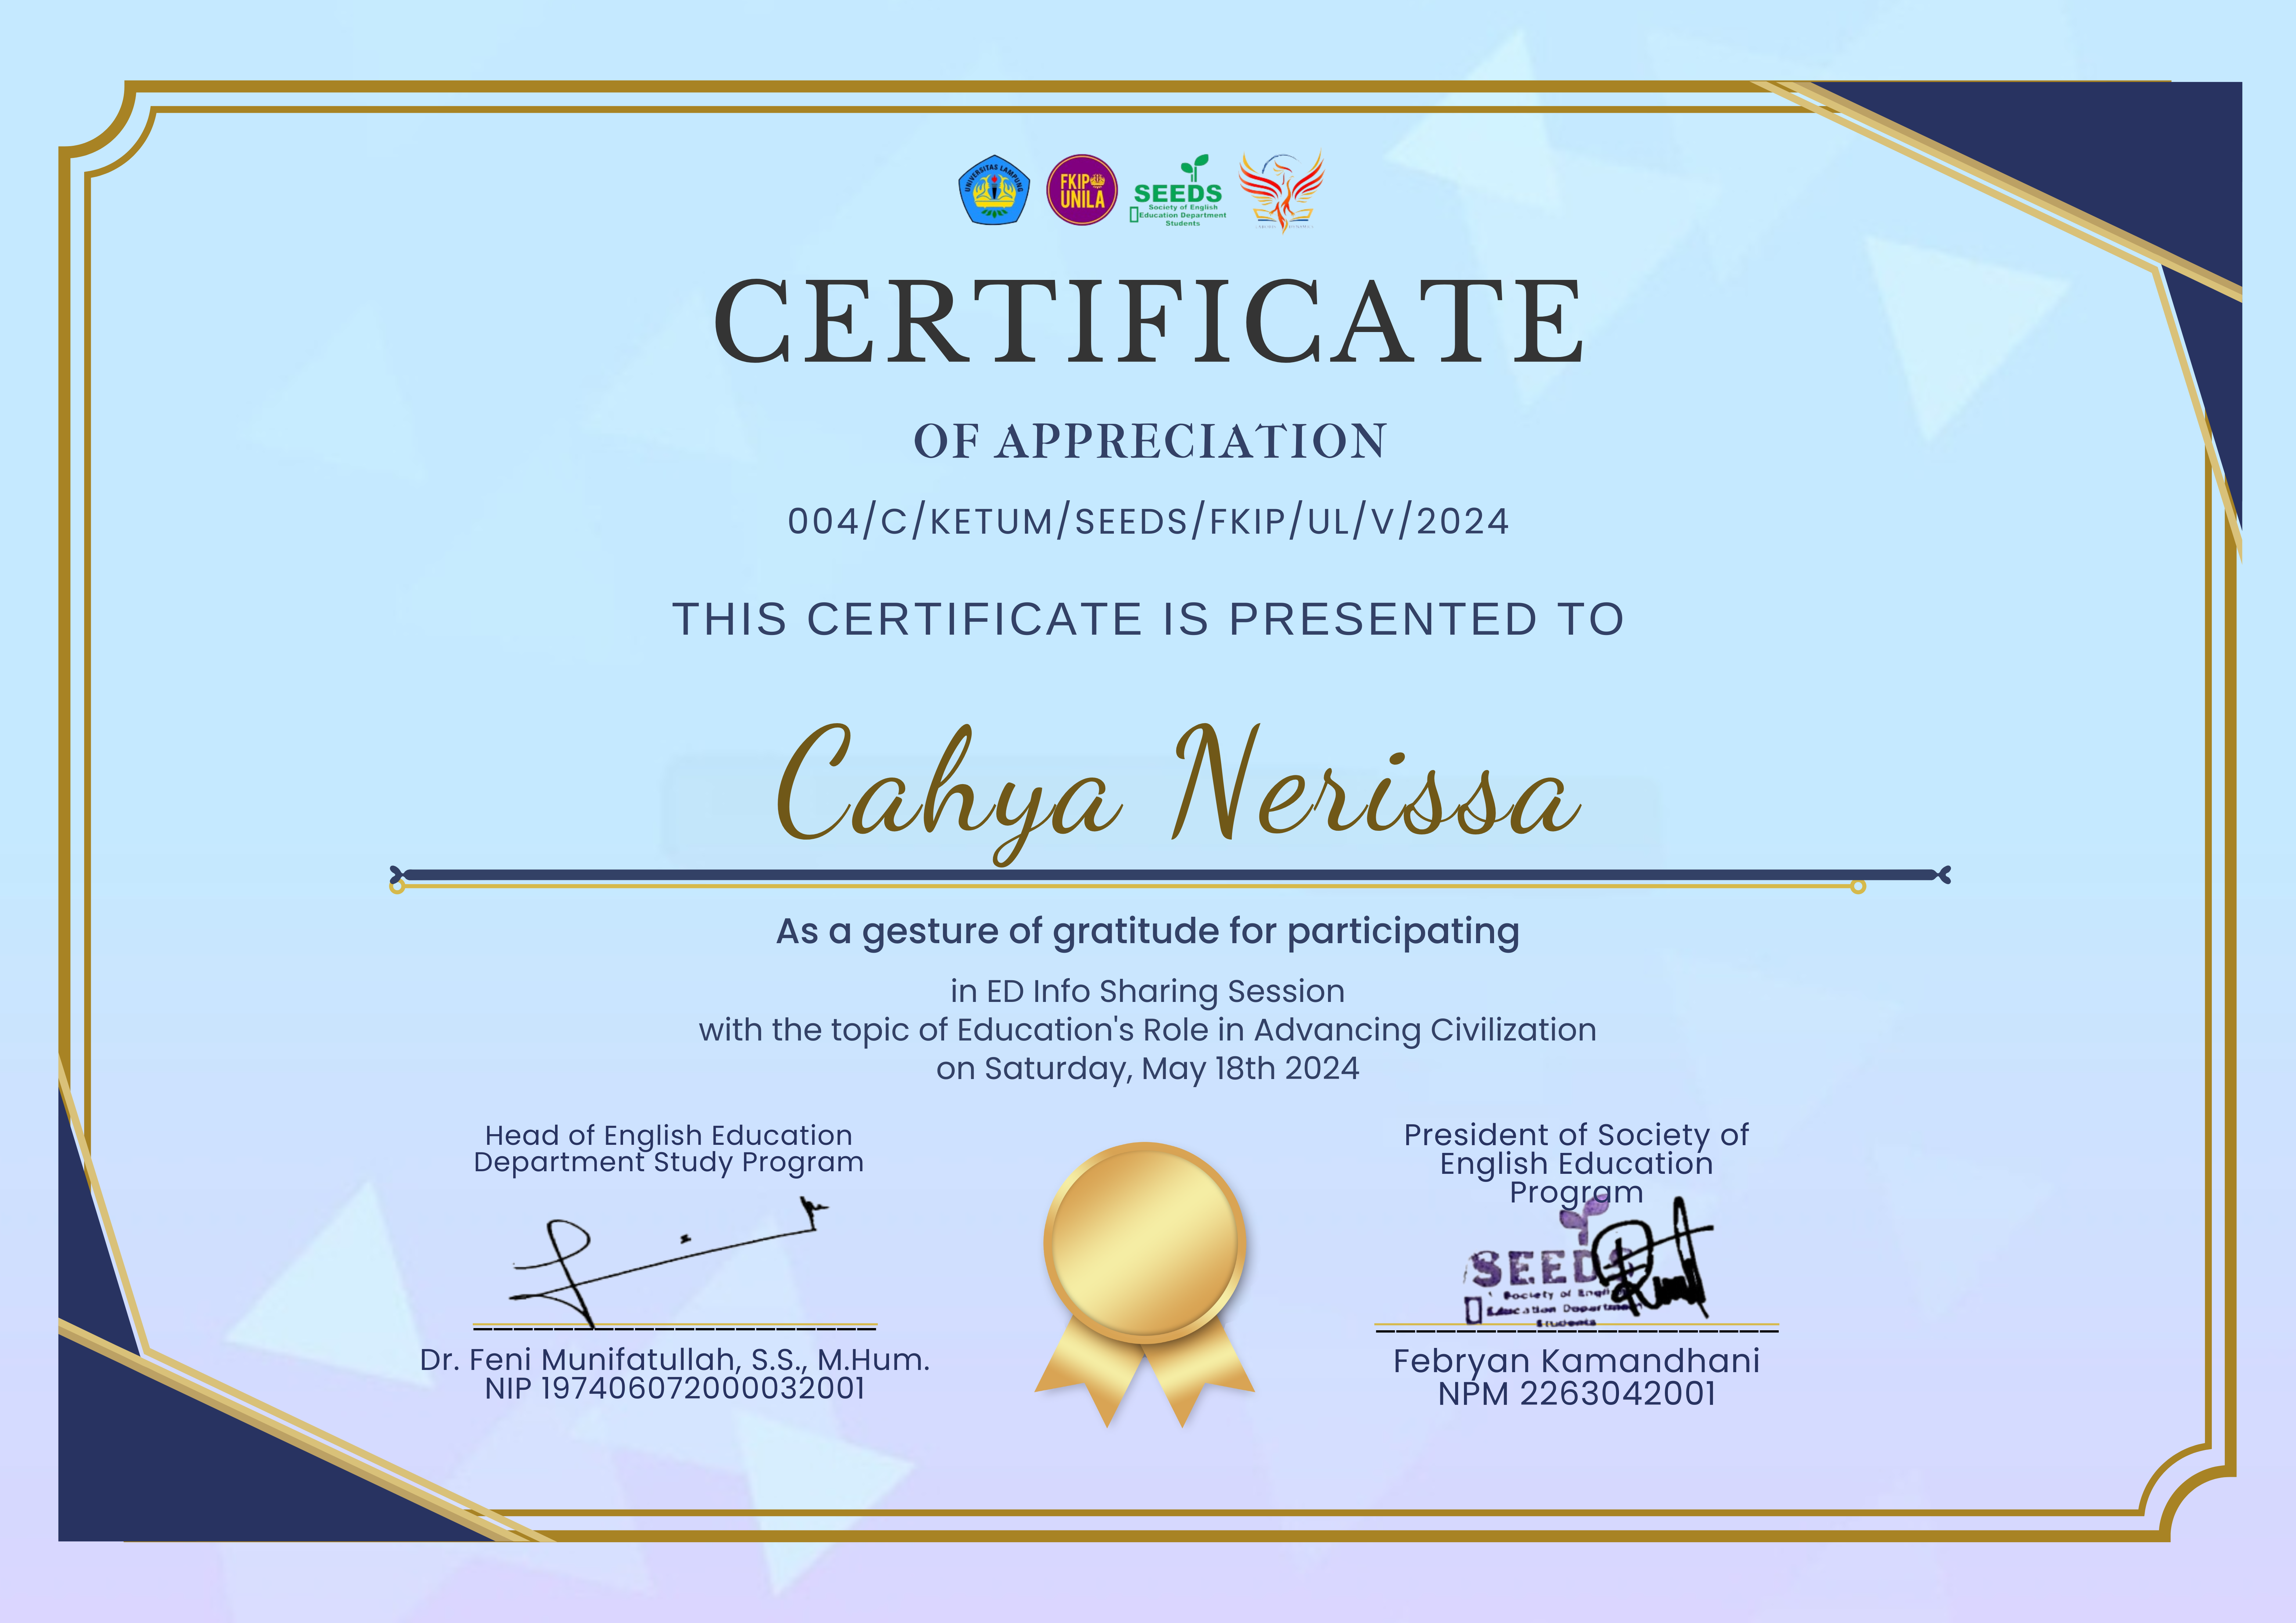 UNIVERSITAS LAMPUNG
FKIP
UNILA
SEEDS
Society of English
Education Department
Students
CERTIFICATE
OF APPRECIATION
004/C/KETUM/SEEDS/FKIP/UL/V/2024
THIS CERTIFICATE IS PRESENTED TO
Cahya Nerissa
As a gesture of gratitude for participating
in ED Info Sharing Session
with the topic of Education's Role in Advancing Civilization
on Saturday, May 18th 2024
Head of English Education
Department Study Program
Dr. Feni Munifatullah, S.S., M.Hum.
NIP 197406072000032001
President of Society of
English Education
Program
SEEDS
Society of English
Education Department
Students
Febryan Kamandhani
NPM 2263042001